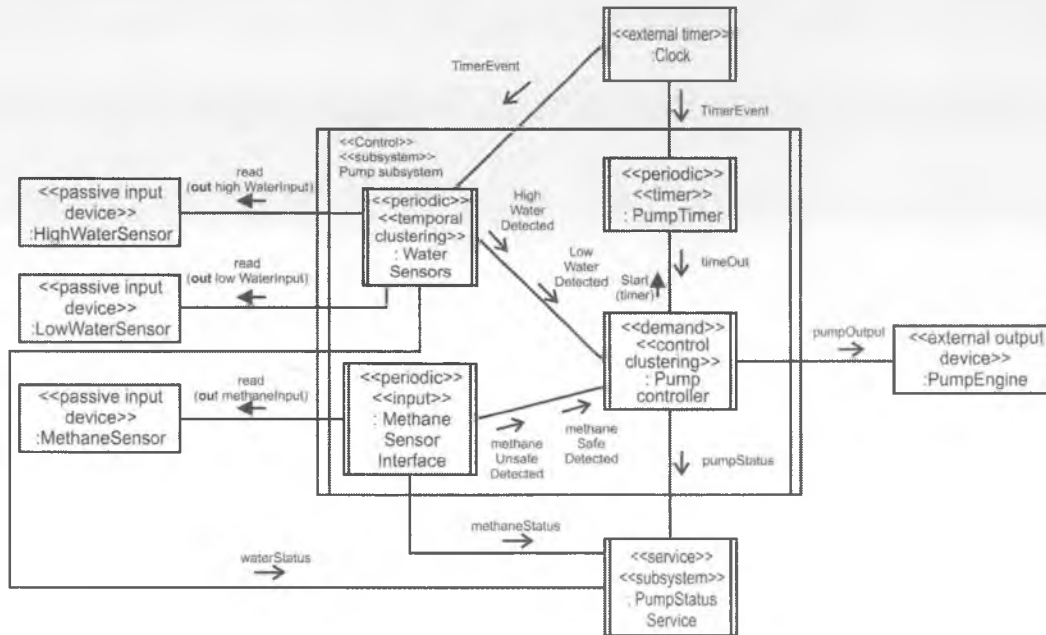 <<external timer>>
:Clock
TimerEvent
TimerEvent
<<Control>>
<<subsystem>>
Pump subsystem
read
(out high WaterInput)
<<passive input
device>>
:HighWaterSensor
<<periodic>>
<<temporal
clustering>>
: Water
Sensors
High
Water
Detected
<<periodic>>
<<timer>>
: PumpTimer
read
(out low WaterInput)
<<passive input
device>>
:LowWaterSensor
Low
Water
Detected
Start
(timer)
timeOut
<<demand>>
<<control
clustering>>
: Pump
controller
pumpOutput
<<external output
device>>
:PumpEngine
read
(out methaneInput)
<<passive input
device>>
:MethaneSensor
<<periodic>>
<<input>>
: Methane
Sensor
Interface
methane
Unsafe
Detected
methane
Safe
Detected
pumpStatus
methaneStatus
waterStatus
<<service>>
<<subsystem>>
: PumpStatus
Service